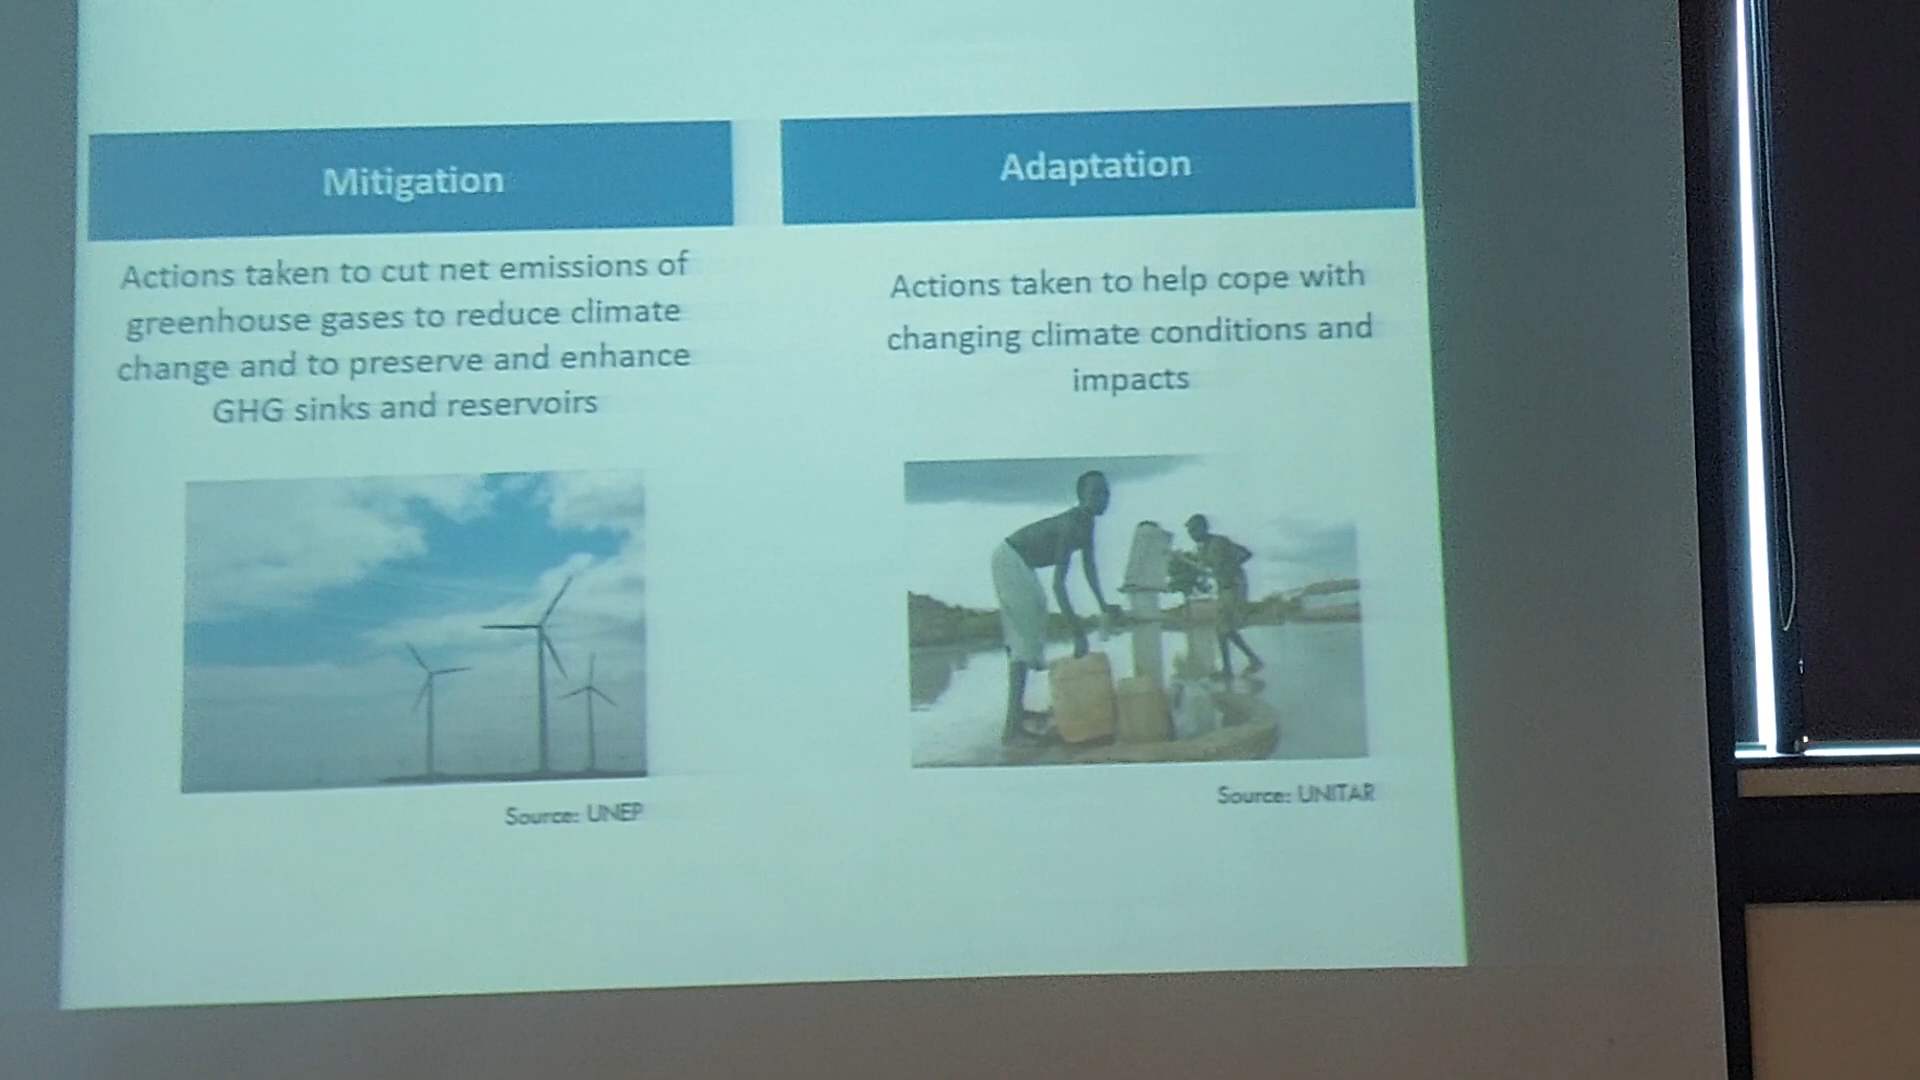 Mitigation
Actions taken to cut net emissions of
greenhouse gases to reduce climate
change and to preserve and enhance
GHG sinks and reservoirs
Source: UNEP
Adaptation
Actions taken to help cope with
changing climate conditions and
impacts
Source: UNITAR